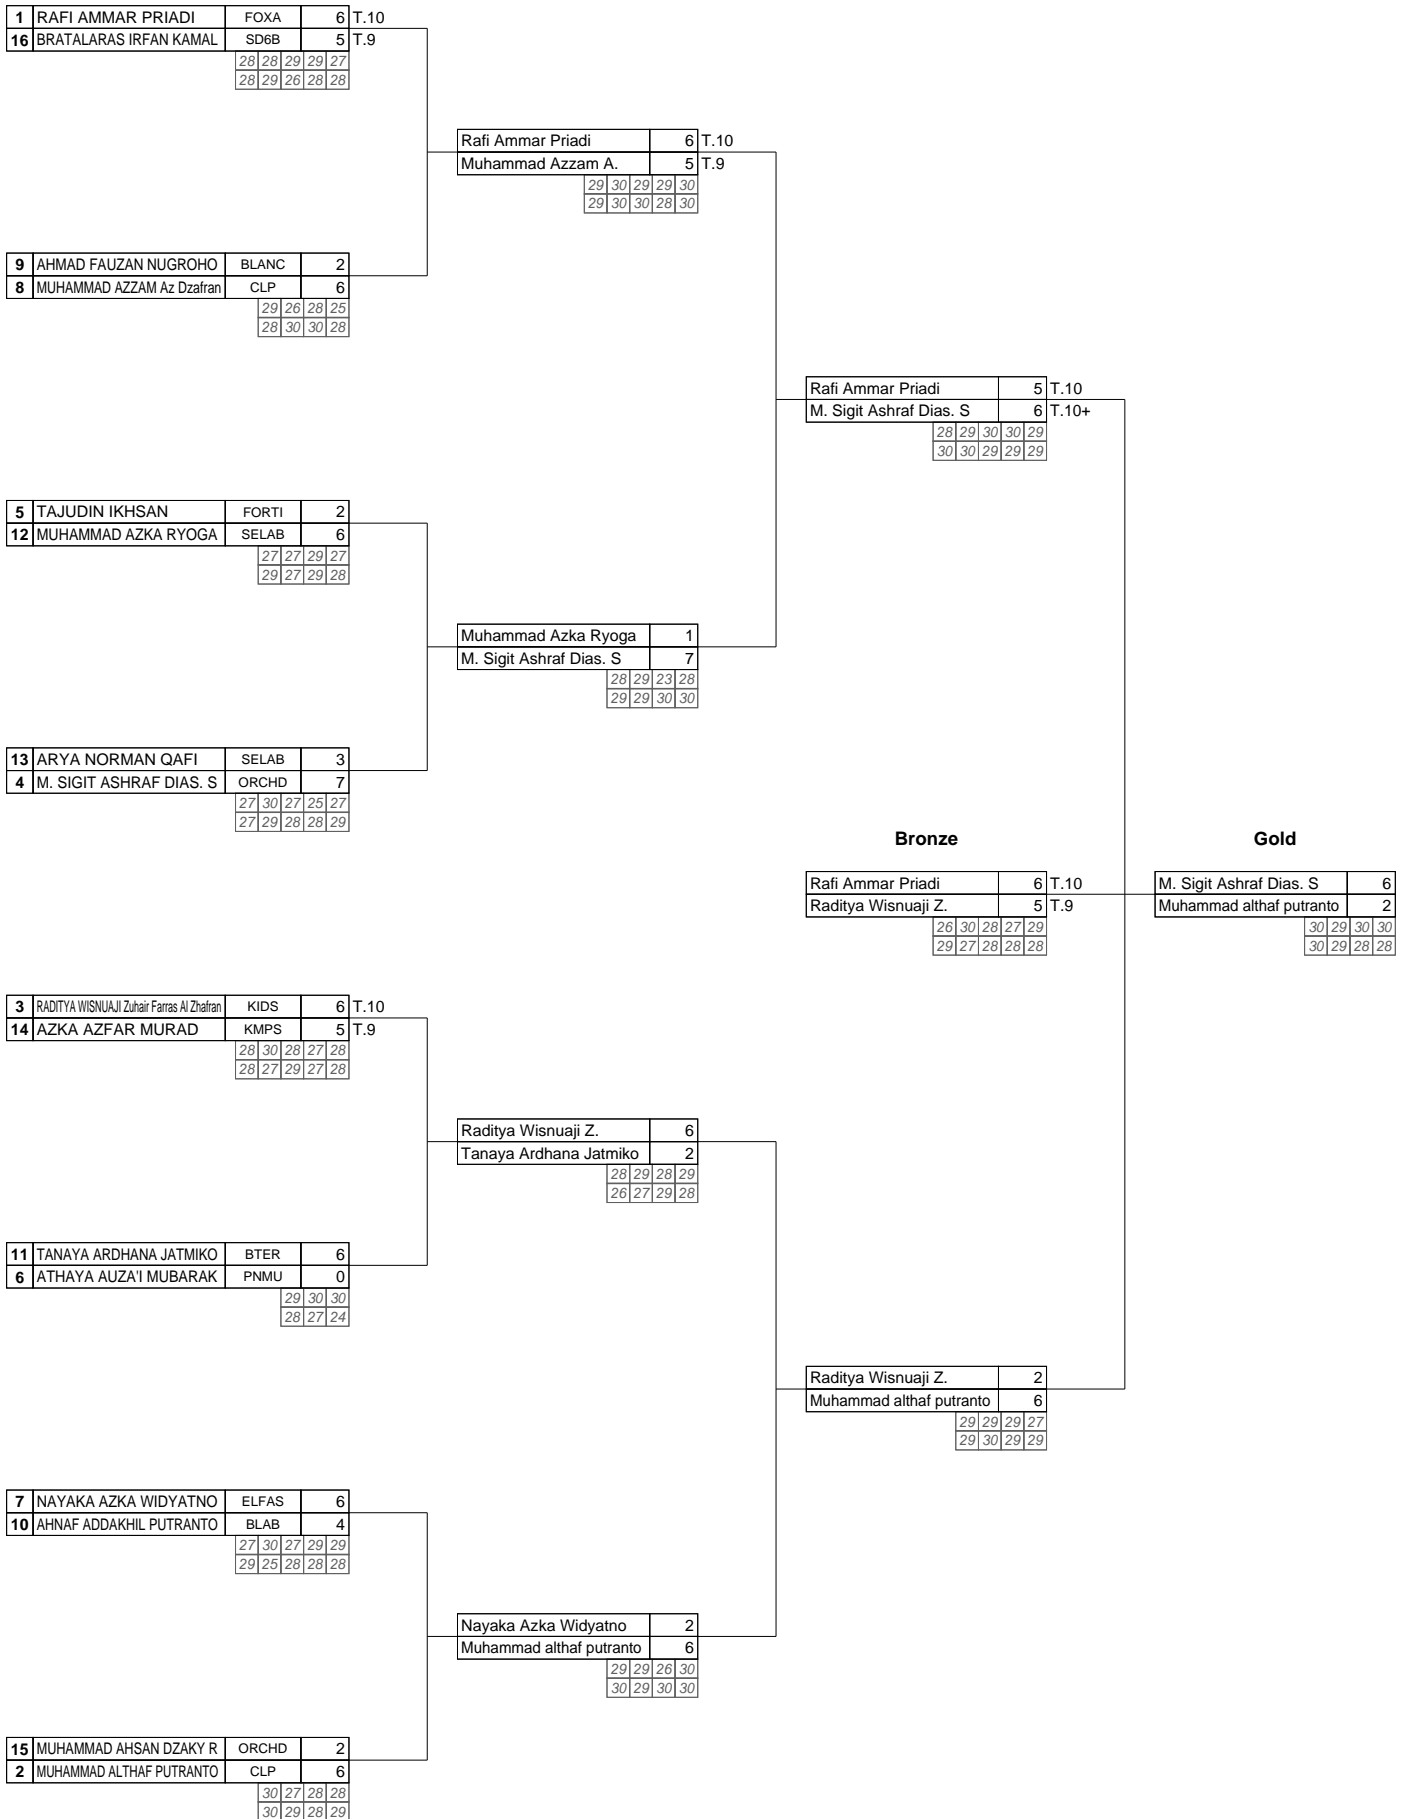 1 RAFI AMMAR PRIADI FOXA 6 T.10
16 BRATALARAS IRFAN KAMAL SD6B 5 T.9
28 28 29 29 27
28 29 26 28 28
Rafi Ammar Priadi 6 T.10
Muhammad Azzam A. 5 T.9
29 30 29 29 30
29 30 30 28 30
9 AHMAD FAUZAN NUGROHO BLANC 2
8 MUHAMMAD AZZAM Az Dzafran CLP 6
29 26 28 25
28 30 30 28
Rafi Ammar Priadi 5 T.10
M. Sigit Ashraf Dias. S 6 T.10+
28 29 30 30 29
30 30 29 29 29
5 TAJUDIN IKHSAN FORTI 2
12 MUHAMMAD AZKA RYOGA SELAB 6
27 27 29 27
29 27 29 28
Muhammad Azka Ryoga 1
M. Sigit Ashraf Dias. S 7
28 29 23 28
29 29 30 30
13 ARYA NORMAN QAFI SELAB 3
4 M. SIGIT ASHRAF DIAS. S ORCHD 7
27 30 27 25 27
27 29 28 28 29
Bronze Gold
Rafi Ammar Priadi 6 T.10 M. Sigit Ashraf Dias. S 6
Raditya Wisnuaji Z. 5 T.9 Muhammad althaf putranto 2
26 30 28 27 29 30 29 30 30
29 27 28 28 28 30 29 28 28
3 RADITYA WISNUAJI Zuhair Farras Al Zhafran KIDS 6 T.10
14 AZKA AZFAR MURAD KMPS 5 T.9
28 30 28 27 28
28 27 29 27 28
Raditya Wisnuaji Z. 6
Tanaya Ardhana Jatmiko 2
28 29 28 29
26 27 29 28
11 TANAYA ARDHANA JATMIKO BTER 6
6 ATHAYA AUZA'I MUBARAK PNMU 0
29 30 30
28 27 24
Raditya Wisnuaji Z. 2
Muhammad althaf putranto 6
29 29 29 27
29 30 29 29
7 NAYAKA AZKA WIDYATNO ELFAS 6
10 AHNAF ADDAKHIL PUTRANTO BLAB 4
27 30 27 29 29
29 25 28 28 28
Nayaka Azka Widyatno 2
Muhammad althaf putranto 6
29 29 26 30
30 29 30 30
15 MUHAMMAD AHSAN DZAKY R ORCHD 2
2 MUHAMMAD ALTHAF PUTRANTO CLP 6
30 27 28 28
30 29 28 29